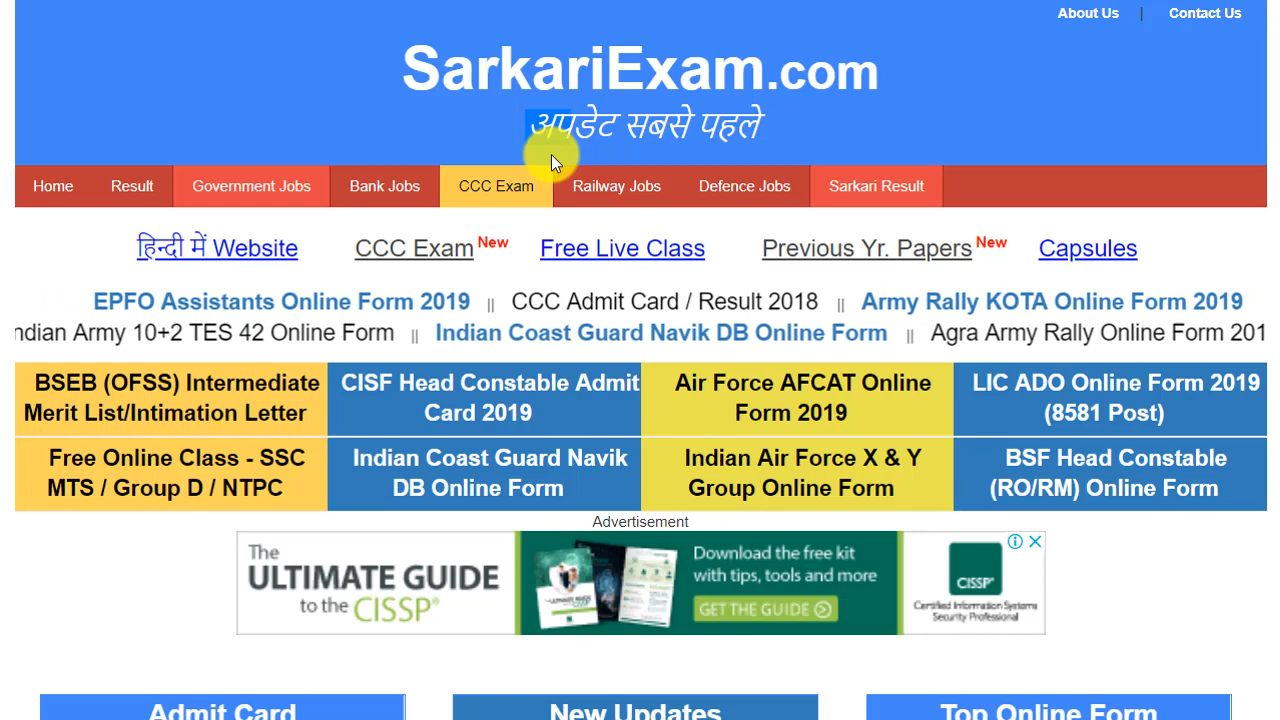 About Us | Contact Us
SarkariExam.com
अपडेट सबसे पहले
Home Result Government Jobs Bank Jobs CCC Exam Railway Jobs Defence Jobs Sarkari Result
हिन्दी में Website CCC Exam New Free Live Class Previous Yr. Papers New Capsules
EPFO Assistants Online Form 2019 || CCC Admit Card / Result 2018 || Army Rally KOTA Online Form 2019
ndian Army 10+2 TES 42 Online Form || Indian Coast Guard Navik DB Online Form || Agra Army Rally Online Form 201
BSEB (OFSS) Intermediate
Merit List/Intimation Letter
CISF Head Constable Admit
Card 2019
Air Force AFCAT Online
Form 2019
LIC ADO Online Form 2019
(8581 Post)
Free Online Class - SSC
MTS / Group D / NTPC
Indian Coast Guard Navik
DB Online Form
Indian Air Force X & Y
Group Online Form
BSF Head Constable
(RO/RM) Online Form
Advertisement
The
ULTIMATE GUIDE
to the CISSP®
Download the free kit
with tips, tools and more
GET THE GUIDE
CISSP®
Certified Information Systems
Security Professional
Admit Card New Updates Top Online Form